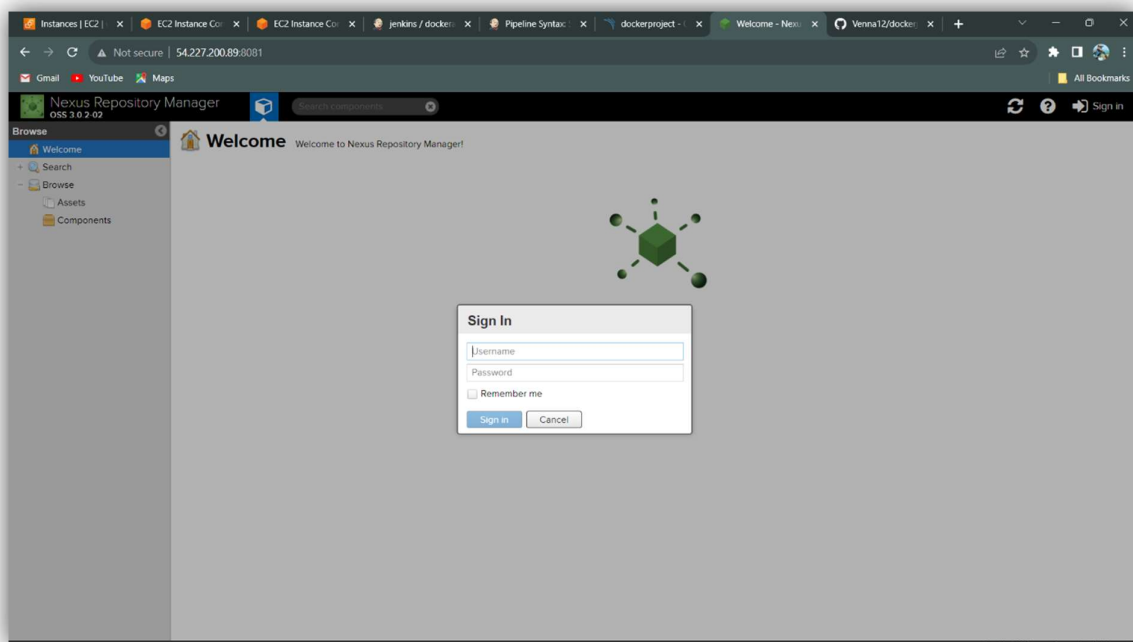 Instances | EC2 |
EC2 Instance Con
EC2 Instance Con
jenkins / docker
Pipeline Syntax:
dockerproject -
Welcome - Nexu
Venna12/docker
Not secure | 54.227.200.89:8081
Gmail YouTube Maps
All Bookmarks
Nexus Repository Manager
OSS 3.0.2-02
Search components
Sign in
Browse
Welcome
Search
Browse
Assets
Components
Welcome Welcome to Nexus Repository Manager!
Sign In
Username
Password
Remember me
Sign in Cancel